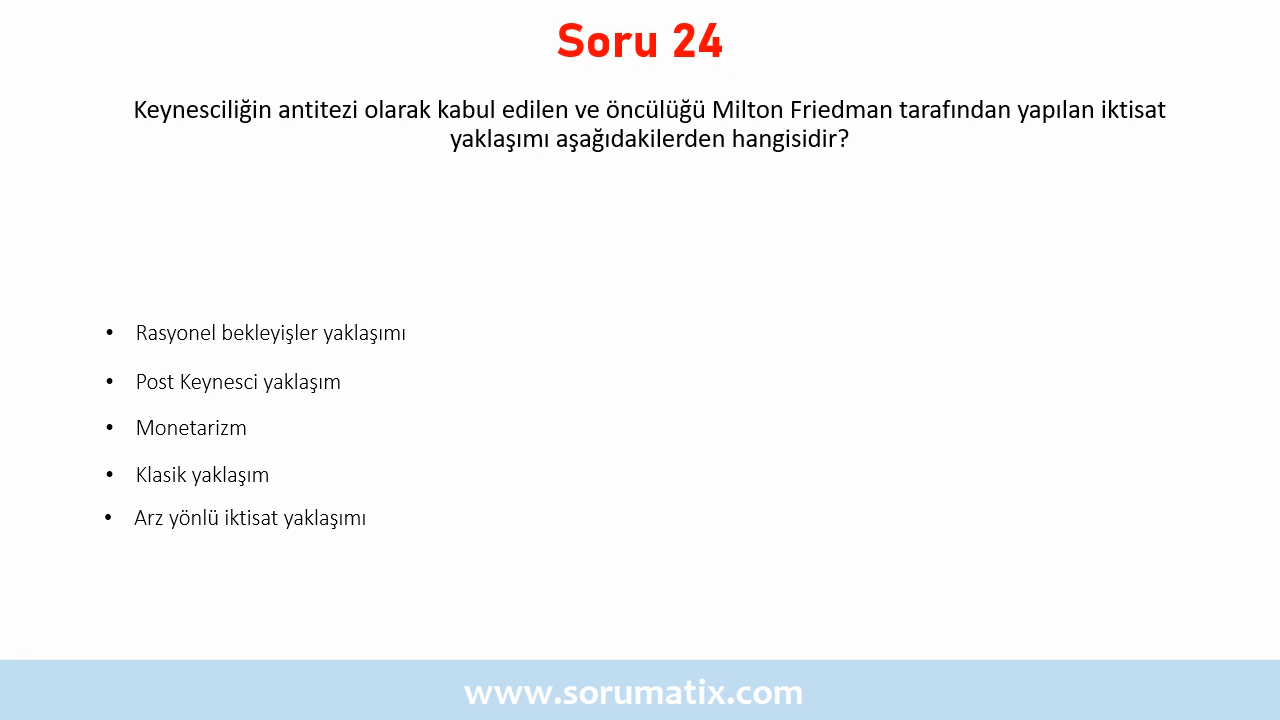 Soru 24
Keynesciliğin antitezi olarak kabul edilen ve öncülüğü Milton Friedman tarafından yapılan iktisat
yaklaşımı aşağıdakilerden hangisidir?
• Rasyonel bekleyişler yaklaşımı
• Post Keynesci yaklaşım
• Monetarizm
• Klasik yaklaşım
• Arz yönlü iktisat yaklaşımı
www.sorumatix.com